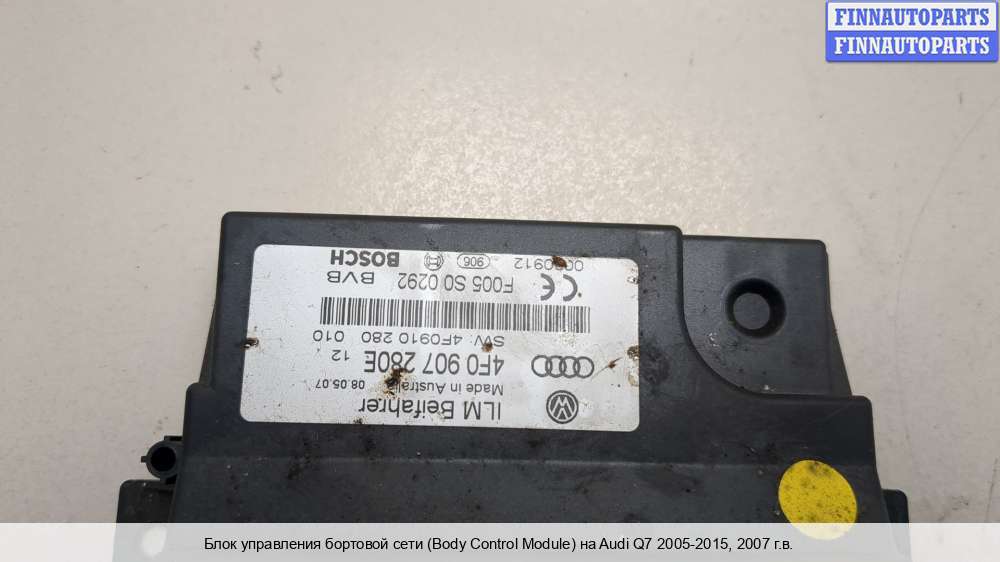 FINNAUTOPARTS
FINNAUTOPARTS
ILM Beifahrer
Made in Australia 08.05.07
4F0 907 280E 12
SW: 4F0910 280 010
F005 S0 0292 BVB
906 BOSCH
Блок управления бортовой сети (Body Control Module) на Audi Q7 2005-2015, 2007 г.в.